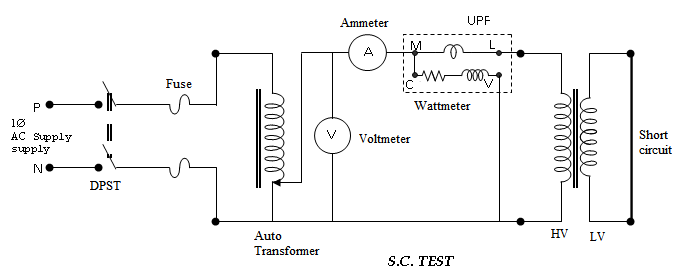 Ammeter
UPF
A
M
L
Fuse
C
V
Wattmeter
P
1Ø
AC Supply
supply
V
Voltmeter
Short
circuit
N
DPST
Auto
Transformer
HV
LV
S.C. TEST